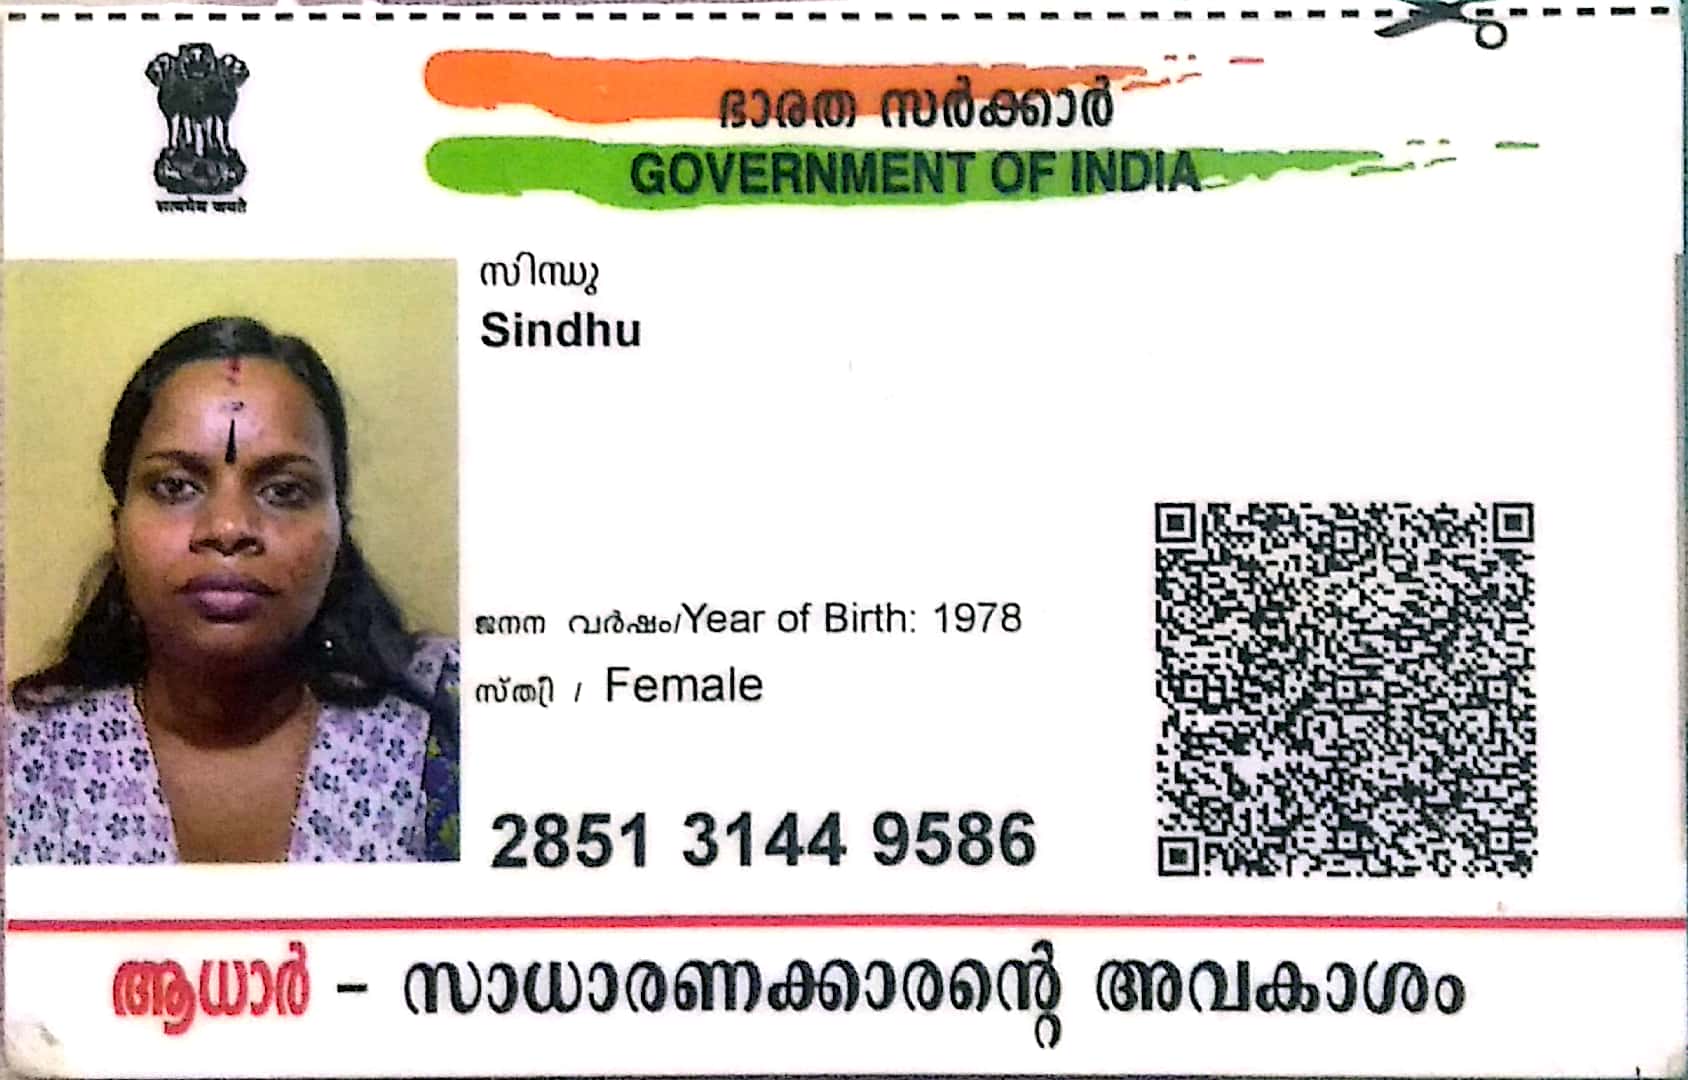 ഭാരത സർക്കാർ
GOVERNMENT OF INDIA
सत्यमेव जयते
സിന്ധു
Sindhu
ജനന വർഷം/Year of Birth: 1978
സ്ത്രീ / Female
2851 3144 9586
ആധാർ – സാധാരണക്കാരന്റെ അവകാശം